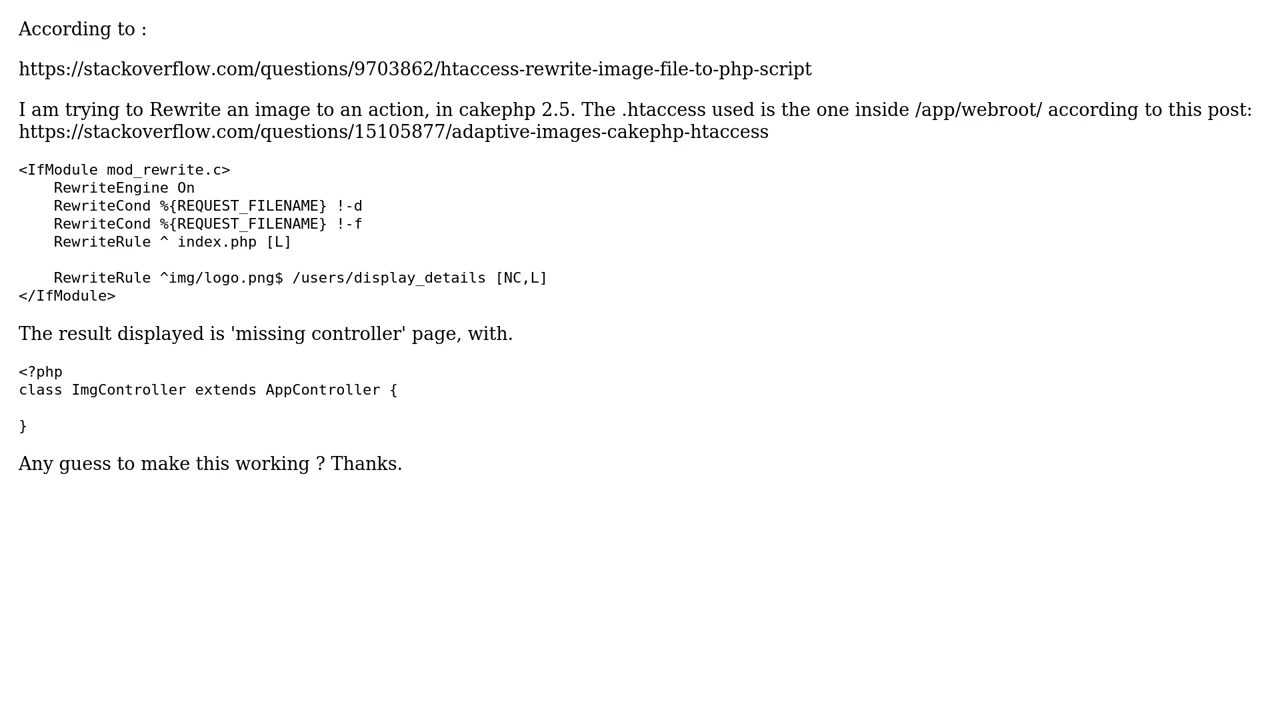 According to :
https://stackoverflow.com/questions/9703862/htaccess-rewrite-image-file-to-php-script
I am trying to Rewrite an image to an action, in cakephp 2.5. The .htaccess used is the one inside /app/webroot/ according to this post:
https://stackoverflow.com/questions/15105877/adaptive-images-cakephp-htaccess
<IfModule mod_rewrite.c>
    RewriteEngine On
    RewriteCond %{REQUEST_FILENAME} !-d
    RewriteCond %{REQUEST_FILENAME} !-f
    RewriteRule ^ index.php [L]
    RewriteRule ^img/logo.png$ /users/display_details [NC,L]
</IfModule>
The result displayed is 'missing controller' page, with.
<?php
class ImgController extends AppController {
}
Any guess to make this working ? Thanks.